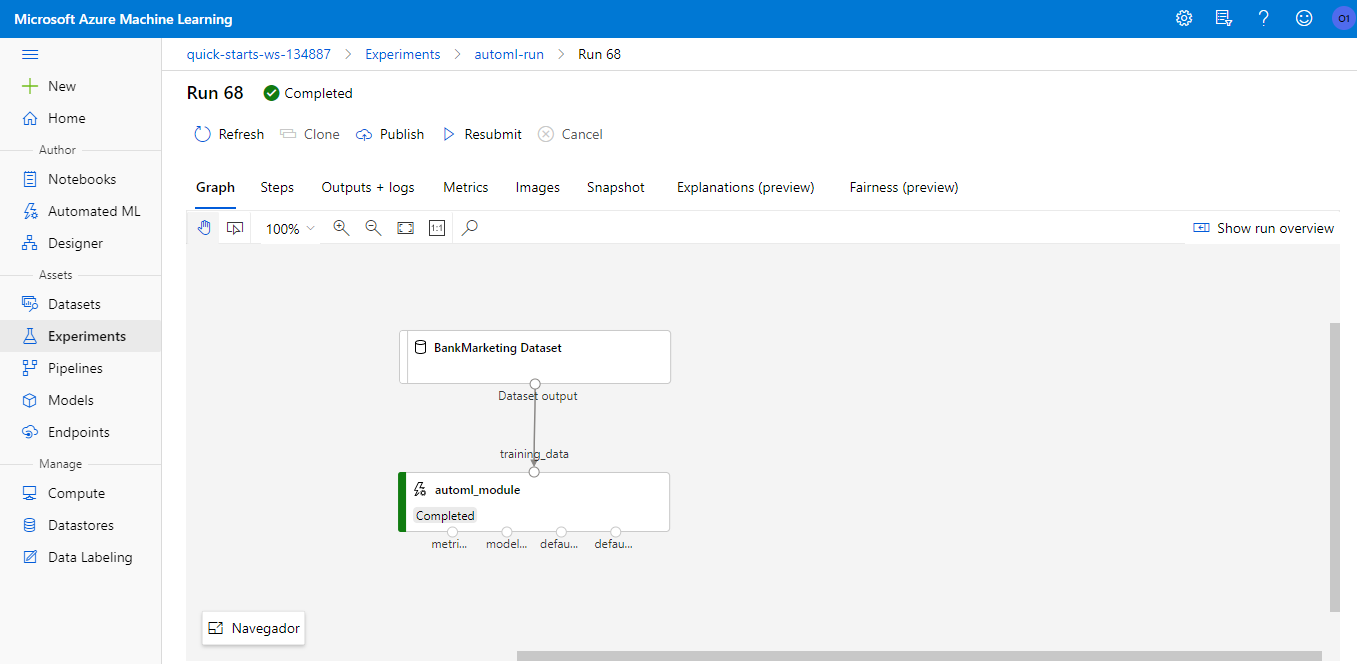 Microsoft Azure Machine Learning
O1
quick-starts-ws-134887 > Experiments > automl-run > Run 68
New
Home
Author
Notebooks
Automated ML
Designer
Assets
Datasets
Experiments
Pipelines
Models
Endpoints
Manage
Compute
Datastores
Data Labeling
Run 68 Completed
Refresh Clone Publish Resubmit Cancel
Graph Steps Outputs + logs Metrics Images Snapshot Explanations (preview) Fairness (preview)
100% 1:1 Show run overview
BankMarketing Dataset
Dataset output
training_data
automl_module
Completed
metri... model... defau... defau...
Navegador